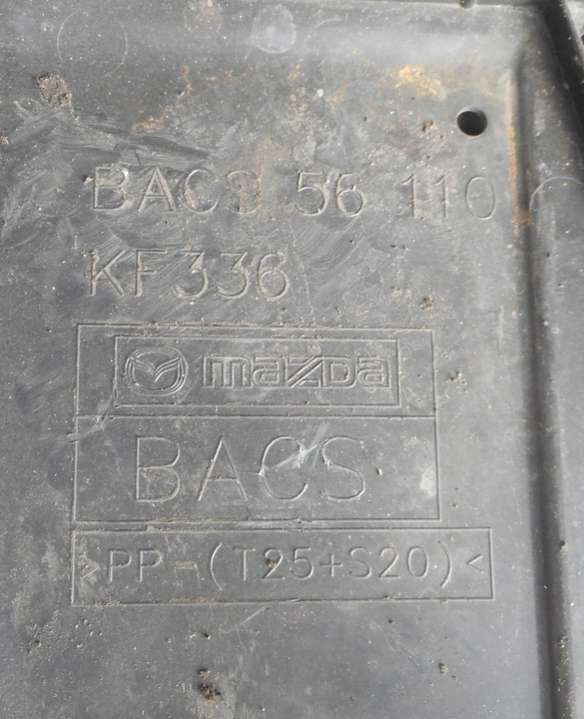 BACS 56 110
KF336
mazda
BACS
>PP-(T25+S20)<